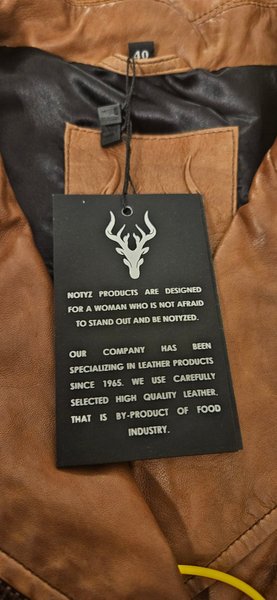 40
NOTYZ PRODUCTS ARE DESIGNED
FOR A WOMAN WHO IS NOT AFRAID
TO STAND OUT AND BE NOTYZED.
OUR COMPANY HAS BEEN
SPECIALIZING IN LEATHER PRODUCTS
SINCE 1965. WE USE CAREFULLY
SELECTED HIGH QUALITY LEATHER,
THAT IS BY-PRODUCT OF FOOD
INDUSTRY.